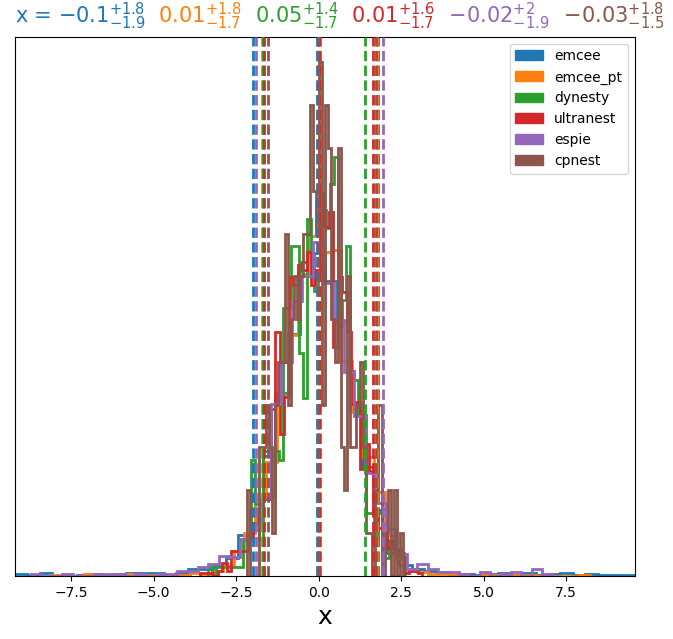 x = −0.1 +1.8 −1.9 0.01 +1.8 −1.7 0.05 +1.4 −1.7 0.01 +1.6 −1.7 −0.02 +2 −1.9 −0.03 +1.8 −1.5
emcee
emcee_pt
dynesty
ultranest
espie
cpnest
−7.5 −5.0 −2.5 0.0 2.5 5.0 7.5
x